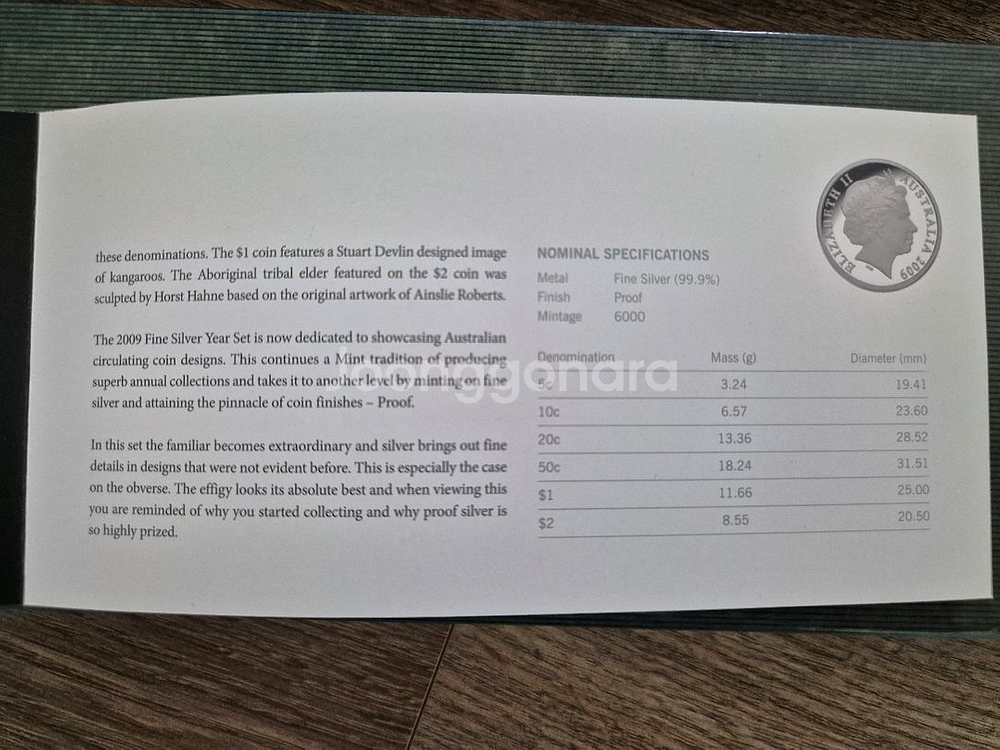 these denominations. The $1 coin features a Stuart Devlin designed image
of kangaroos. The Aboriginal tribal elder featured on the $2 coin was
sculpted by Horst Hahne based on the original artwork of Ainslie Roberts.
The 2009 Fine Silver Year Set is now dedicated to showcasing Australian
circulating coin designs. This continues a Mint tradition of producing
superb annual collections and takes it to another level by minting on fine
silver and attaining the pinnacle of coin finishes – Proof.
In this set the familiar becomes extraordinary and silver brings out fine
details in designs that were not evident before. This is especially the case
on the obverse. The effigy looks its absolute best and when viewing this
you are reminded of why you started collecting and why proof silver is
so highly prized.
NOMINAL SPECIFICATIONS
Metal Fine Silver (99.9%)
Finish Proof
Mintage 6000
Denomination Mass (g) Diameter (mm)
5c 3.24 19.41
10c 6.57 23.60
20c 13.36 28.52
50c 18.24 31.51
$1 11.66 25.00
$2 8.55 20.50
ELIZABETH II AUSTRALIA 2009
Joonggonara